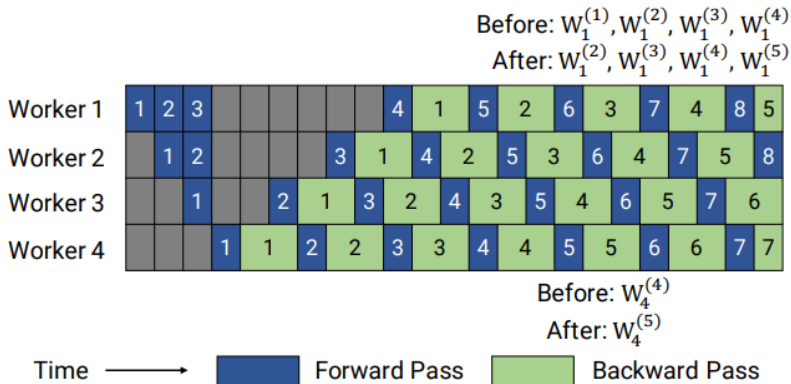 Before: W₁⁽¹⁾, W₁⁽²⁾, W₁⁽³⁾, W₁⁽⁴⁾
After: W₁⁽²⁾, W₁⁽³⁾, W₁⁽⁴⁾, W₁⁽⁵⁾
Worker 1 1 2 3 4 1 5 2 6 3 7 4 8 5
Worker 2 1 2 3 1 4 2 5 3 6 4 7 5 8
Worker 3 1 2 1 3 2 4 3 5 4 6 5 7 6
Worker 4 1 1 2 2 3 3 4 4 5 5 6 6 7 7
Before: W₄⁽⁴⁾
After: W₄⁽⁵⁾
Time Forward Pass Backward Pass